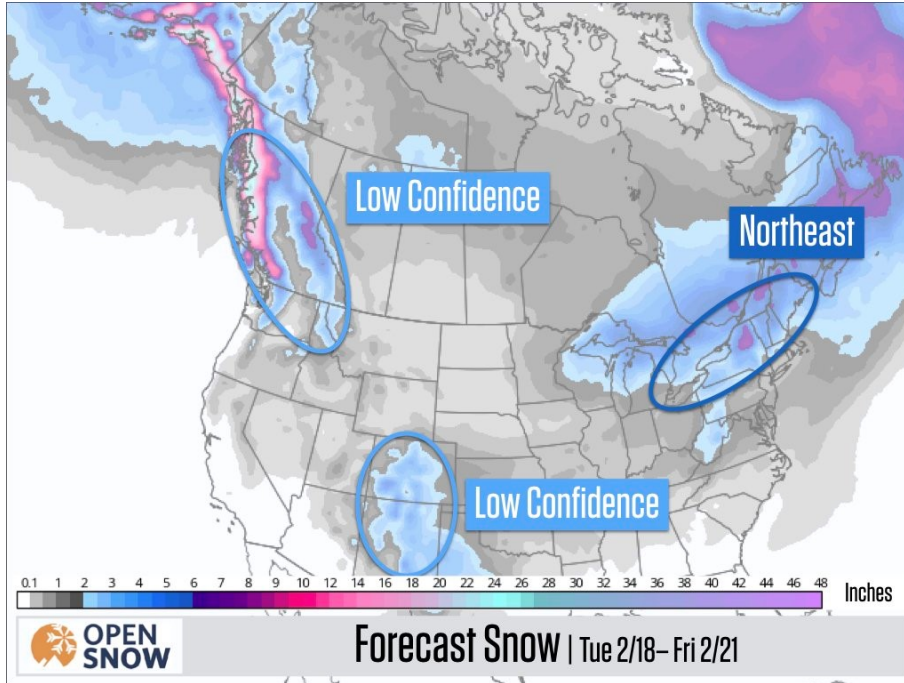 Low Confidence
Northeast
Low Confidence
0.1 1 2 3 4 5 6 7 8 9 10 12 14 16 18 20 22 24 26 28 30 32 34 36 38 40 42 44 46 48 Inches
OPEN
SNOW
Forecast Snow | Tue 2/18– Fri 2/21